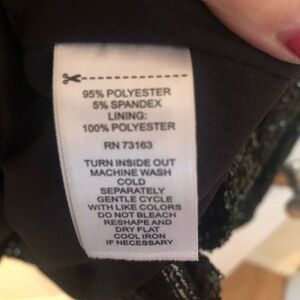 95% POLYESTER
5% SPANDEX
LINING:
100% POLYESTER
RN 73163
TURN INSIDE OUT
MACHINE WASH
COLD
SEPARATELY
GENTLE CYCLE
WITH LIKE COLORS
DO NOT BLEACH
RESHAPE AND
DRY FLAT
COOL IRON
IF NECESSARY